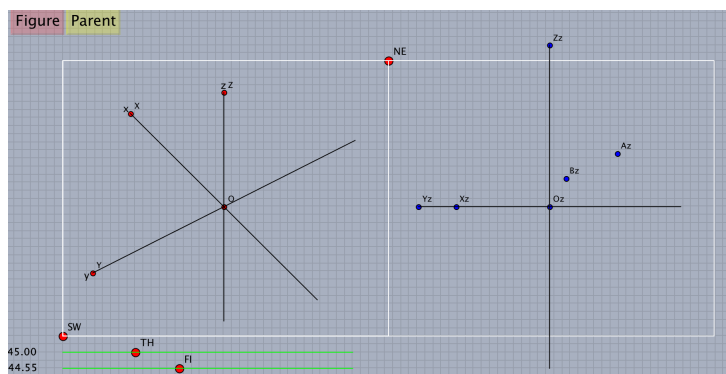 Figure Parent
NE
Zz
z Z
x X
Az
Bz
O
Yz Xz Oz
Y
y
SW
45.00 TH
44.55 FI